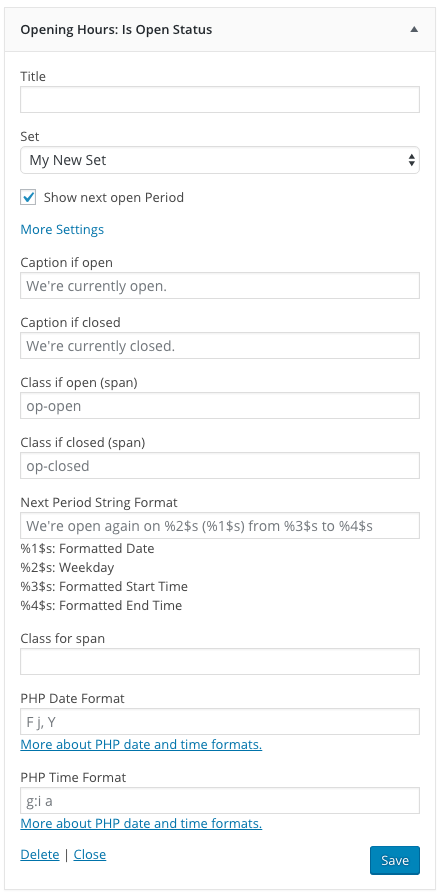 Opening Hours: Is Open Status
Title
Set
My New Set
Show next open Period
More Settings
Caption if open
We're currently open.
Caption if closed
We're currently closed.
Class if open (span)
op-open
Class if closed (span)
op-closed
Next Period String Format
We're open again on %2$s (%1$s) from %3$s to %4$s
%1$s: Formatted Date
%2$s: Weekday
%3$s: Formatted Start Time
%4$s: Formatted End Time
Class for span
PHP Date Format
F j, Y
More about PHP date and time formats.
PHP Time Format
g:i a
More about PHP date and time formats.
Delete | Close
Save